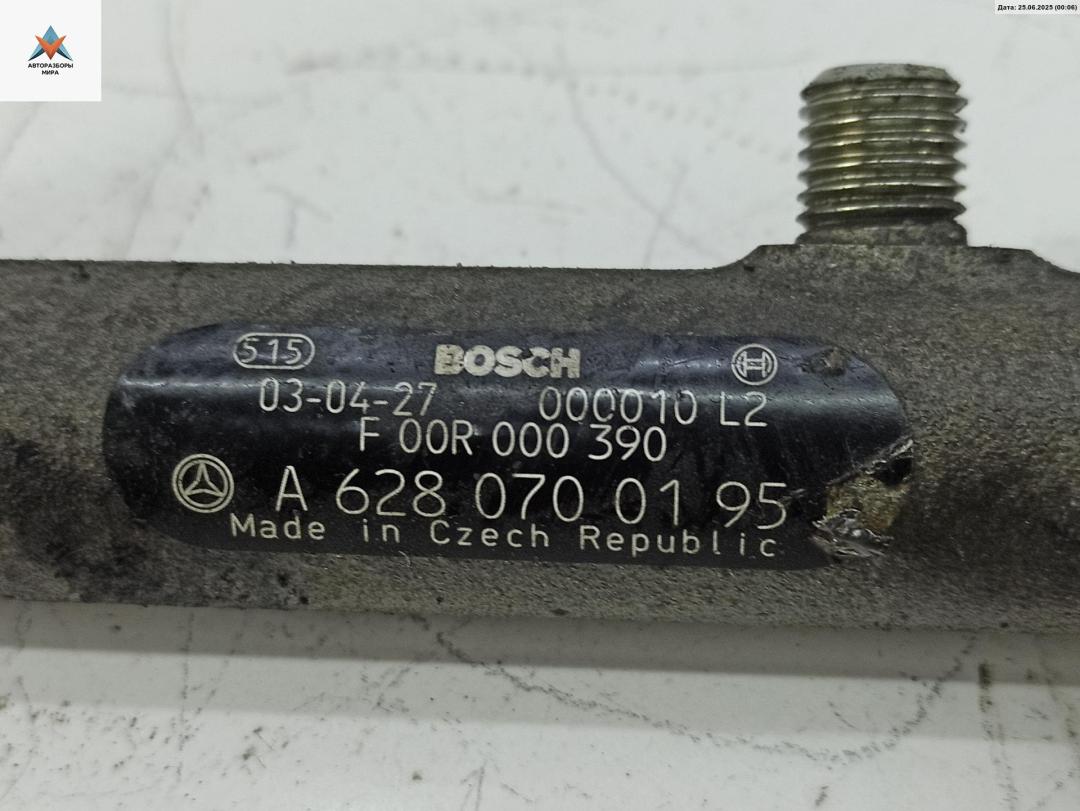 АВТОРАЗБОРЫ
МИРА
Дата: 25.06.2025 (00:06)
515 BOSCH
03-04-27 000010 L2
F 00R 000 390
A 628 070 01 95
Made in Czech Republic